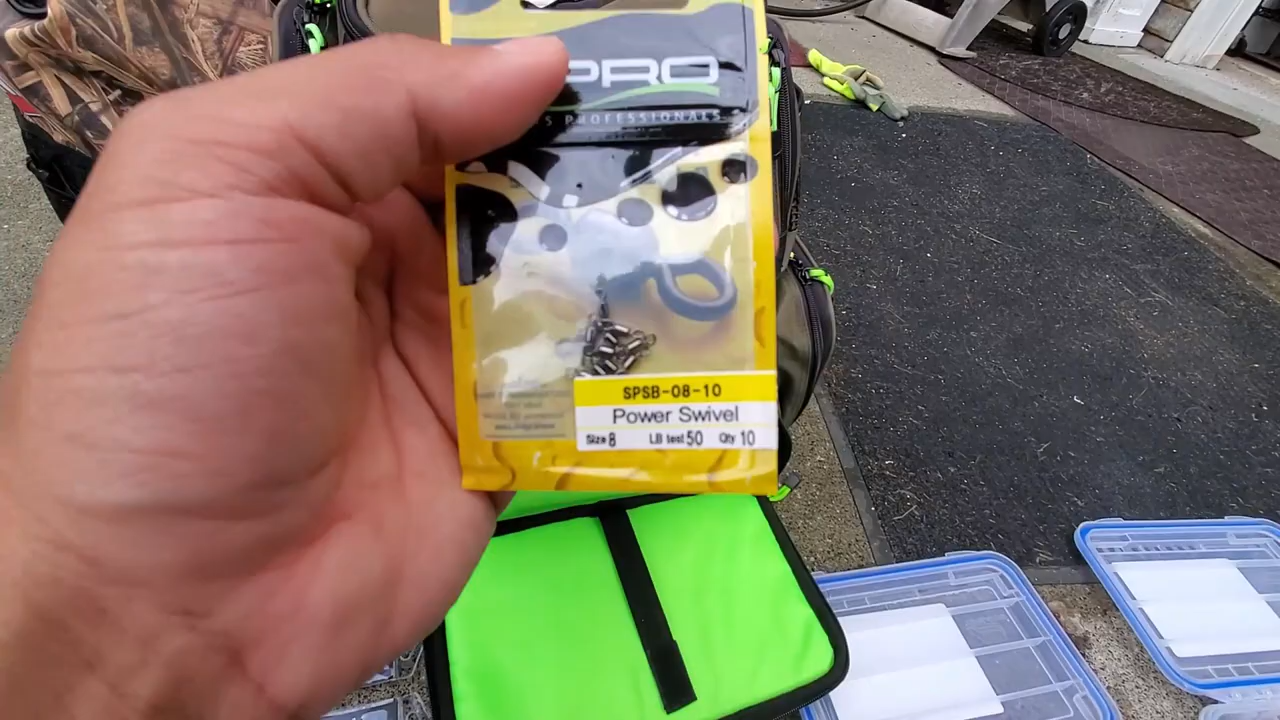 PRO
S PROFESSIONALS
SPSB-08-10
Power Swivel
Size 8 LB test 50 Qty 10